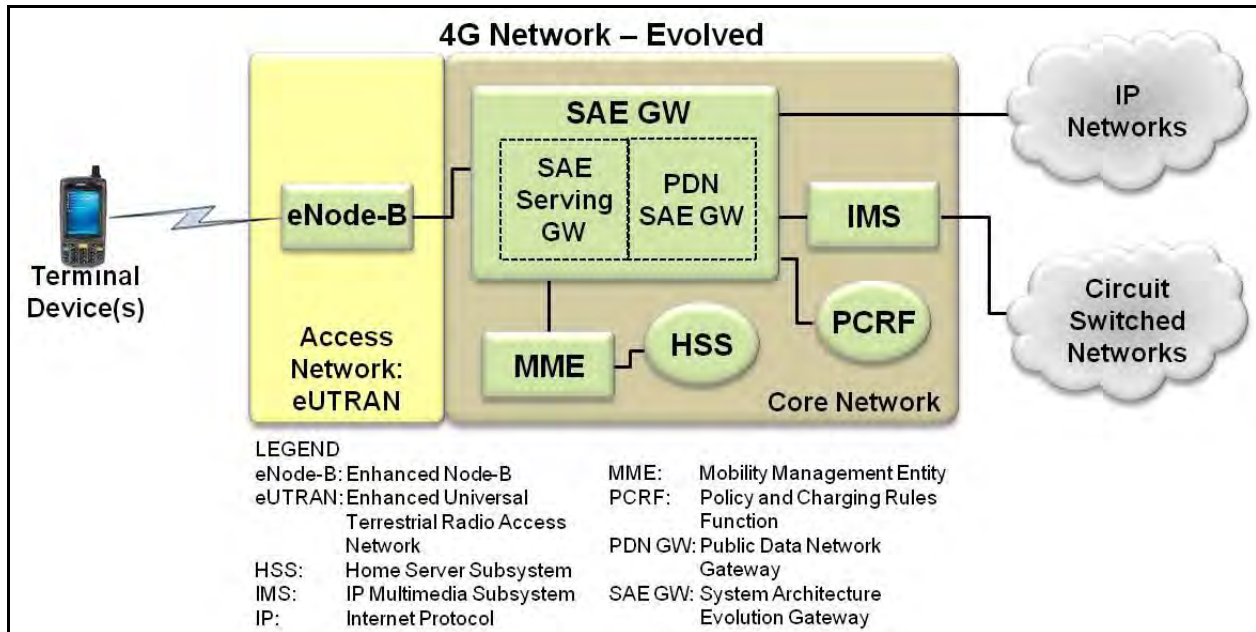 4G Network – Evolved
Terminal
Device(s)
eNode-B
Access
Network:
eUTRAN
SAE GW
SAE
Serving
GW
PDN
SAE GW
IMS
MME
HSS
PCRF
Core Network
IP
Networks
Circuit
Switched
Networks
LEGEND
eNode-B: Enhanced Node-B
eUTRAN: Enhanced Universal
Terrestrial Radio Access
Network
HSS: Home Server Subsystem
IMS: IP Multimedia Subsystem
IP: Internet Protocol
MME: Mobility Management Entity
PCRF: Policy and Charging Rules
Function
PDN GW: Public Data Network
Gateway
SAE GW: System Architecture
Evolution Gateway